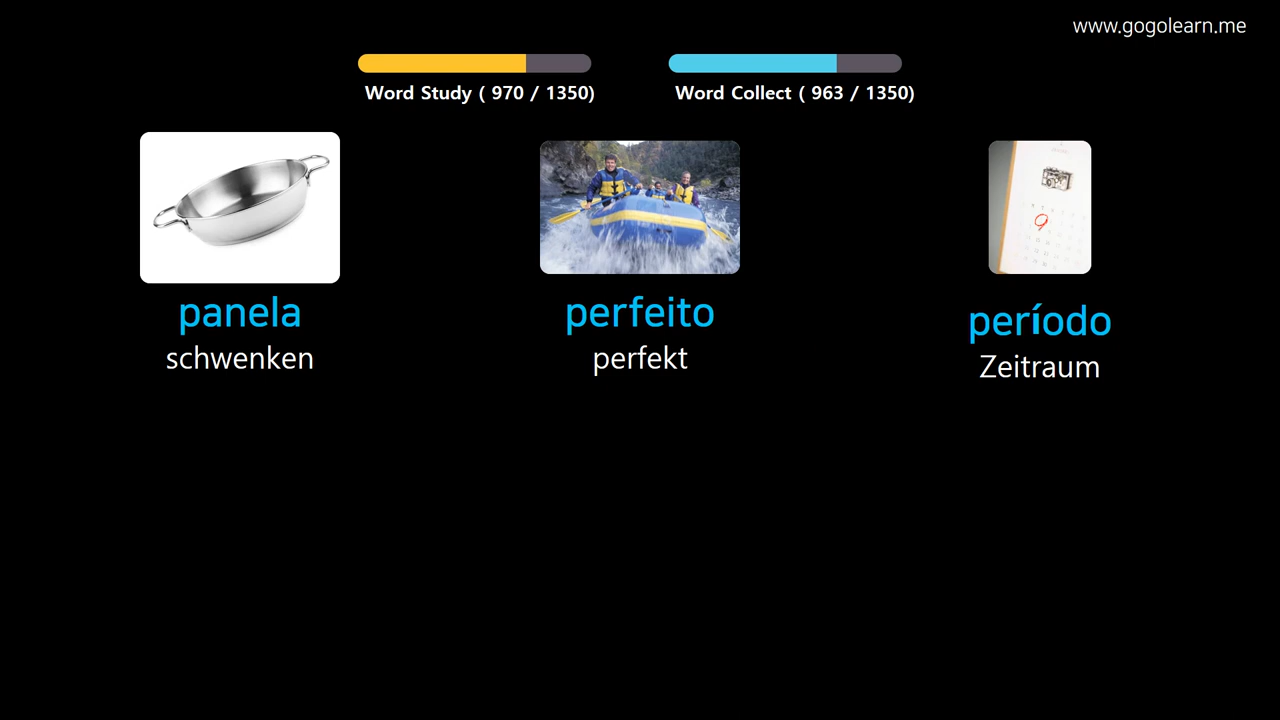 www.gogolearn.me
Word Study ( 970 / 1350)
Word Collect ( 963 / 1350)
panela
schwenken
perfeito
perfekt
período
Zeitraum